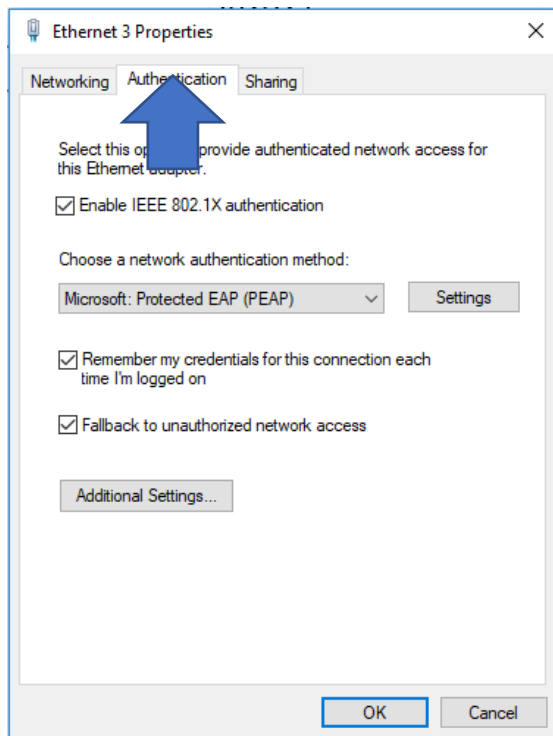 Ethernet 3 Properties
Networking Authentication Sharing
Select this provide authenticated network access for
this Ethernet adapter.
Enable IEEE 802.1X authentication
Choose a network authentication method:
Microsoft: Protected EAP (PEAP) Settings
Remember my credentials for this connection each
time I'm logged on
Fallback to unauthorized network access
Additional Settings...
OK Cancel